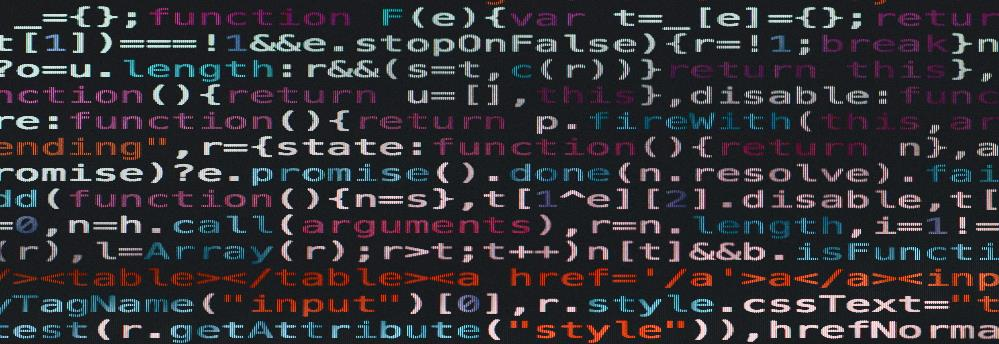 _={};function F(e){var t=_[e]={};retur
t[1])===!1&&e.stopOnFalse){r=!1;break}n
?o=u.length:r&&(s=t,c(r))}return this},
nction(){return u=[],this},disable:func
re:function(){return p.fireWith(this,ar
ending",r={state:function(){return n},a
romise)?e.promise().done(n.resolve).fai
dd(function(){n=s},t[1^e][2].disable,t[
=0,n=h.call(arguments),r=n.length,i=1!=
(r),l=Array(r);r>t;t++)n[t]&&b.isFuncti
/><table></table><a href='/a'>a</a><inp
yTagName("input")[0],r.style.cssText="t
test(r.getAttribute("style")),hrefNorma